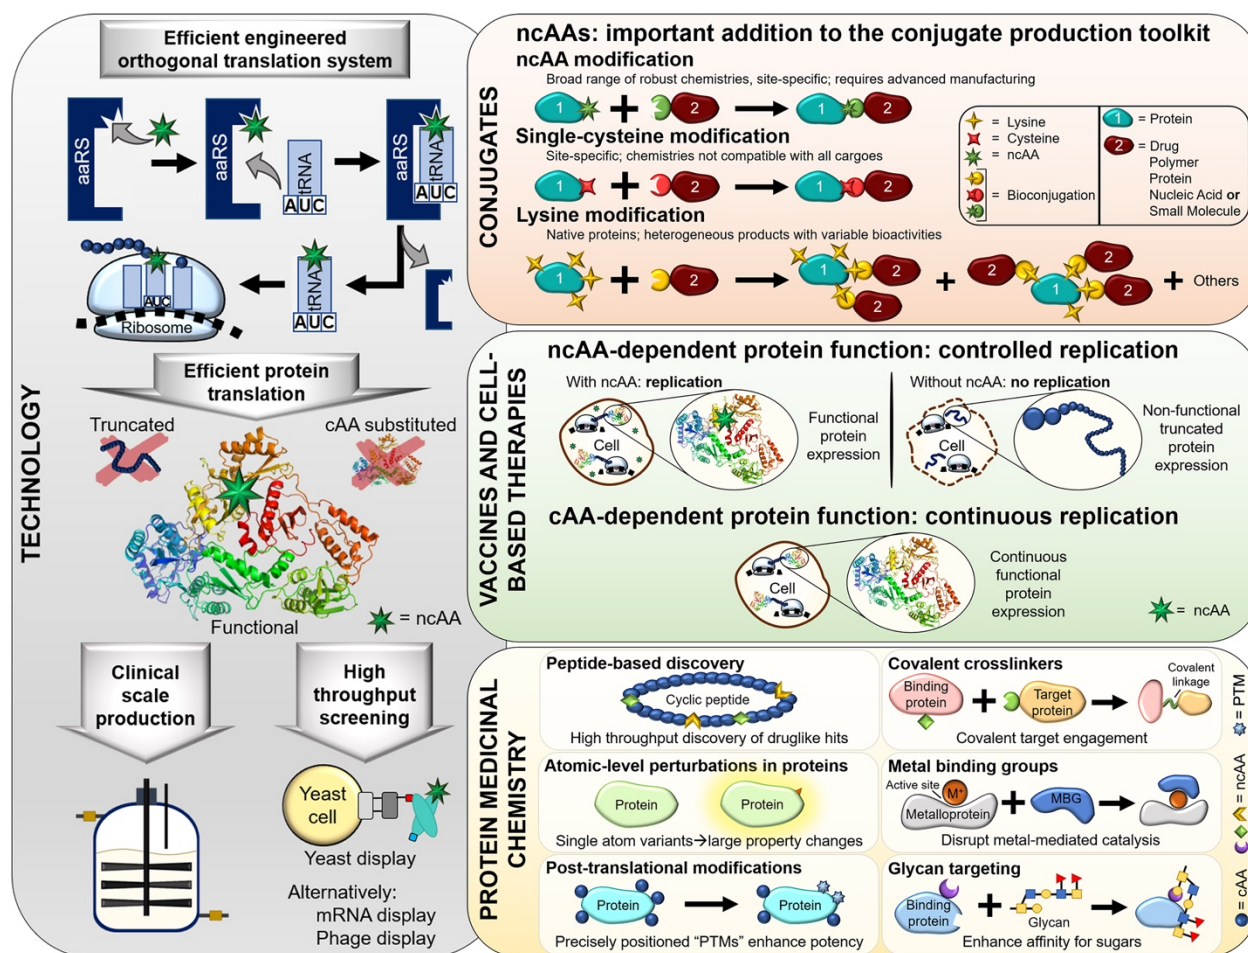 TECHNOLOGY
Efficient engineered
orthogonal translation system
aaRS
aaRS
tRNA
AUC
aaRS
tRNA
AUC
AUC
Ribosome
tRNA
AUC
Efficient protein
translation
Truncated
cAA substituted
Functional
= ncAA
Clinical
scale
production
High
throughput
screening
Yeast
cell
Yeast display
Alternatively:
mRNA display
Phage display
CONJUGATES
ncAAs: important addition to the conjugate production toolkit
ncAA modification
Broad range of robust chemistries, site-specific; requires advanced manufacturing
1 + 2 1 2
Single-cysteine modification
Site-specific; chemistries not compatible with all cargoes
1 + 2 1 2
Lysine modification
Native proteins; heterogeneous products with variable bioactivities
1 + 2 1 2 2 + 2 1 2 2 + Others
= Lysine
= Cysteine
= ncAA
= Bioconjugation
1 = Protein
2 = Drug
Polymer
Protein
Nucleic Acid or
Small Molecule
VACCINES AND CELL-
BASED THERAPIES
ncAA-dependent protein function: controlled replication
With ncAA: replication
Cell
Functional
protein
expression
Without ncAA: no replication
Cell
Non-functional
truncated
protein
expression
cAA-dependent protein function: continuous replication
Cell
Continuous
functional
protein
expression
= ncAA
PROTEIN MEDICINAL
CHEMISTRY
Peptide-based discovery
Cyclic peptide
High throughput discovery of druglike hits
Covalent crosslinkers
Binding
protein
+
Target
protein
Covalent
linkage
Covalent target engagement
Atomic-level perturbations in proteins
Protein
Protein
Single atom variants→large property changes
Metal binding groups
Active site
M⁺
Metalloprotein
+
MBG
Disrupt metal-mediated catalysis
Post-translational modifications
Protein
Protein
Precisely positioned “PTMs” enhance potency
Glycan targeting
Binding
protein
+
Glycan
Enhance affinity for sugars
= PTM
= ncAA
= cAA